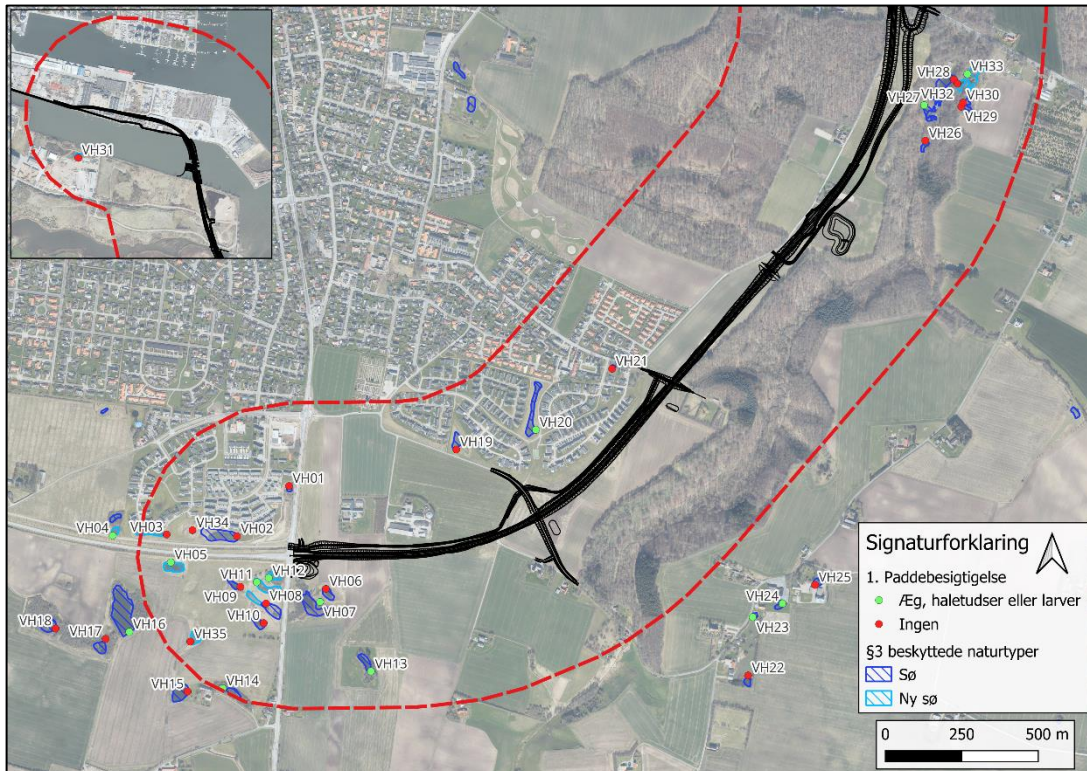 VH31
VH28
VH33
VH27
VH32
VH30
VH29
VH26
VH21
VH20
VH19
VH01
VH04
VH03
VH34
VH02
VH05
VH11
VH12
VH06
VH09
VH08
VH07
VH10
VH18
VH17
VH16
VH35
VH13
VH15
VH14
VH25
VH24
VH23
VH22
Signaturforklaring
1. Paddebesigtigelse
Æg, haletudser eller larver
Ingen
§3 beskyttede naturtyper
Sø
Ny sø
0 250 500 m